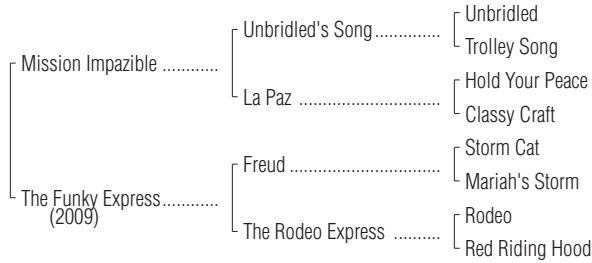 Unbridled
Unbridled's Song..............
Trolley Song
Mission Impazible ............
Hold Your Peace
La Paz ..............................
Classy Craft
Storm Cat
Freud ................................
Mariah's Storm
The Funky Express............
(2009)
Rodeo
The Rodeo Express ..........
Red Riding Hood